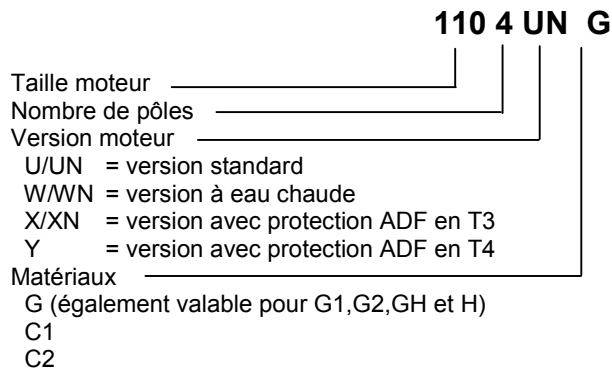 110 4 UN G
Taille moteur
Nombre de pôles
Version moteur
U/UN = version standard
W/WN = version à eau chaude
X/XN = version avec protection ADF en T3
Y = version avec protection ADF en T4
Matériaux
G (également valable pour G1,G2,GH et H)
C1
C2